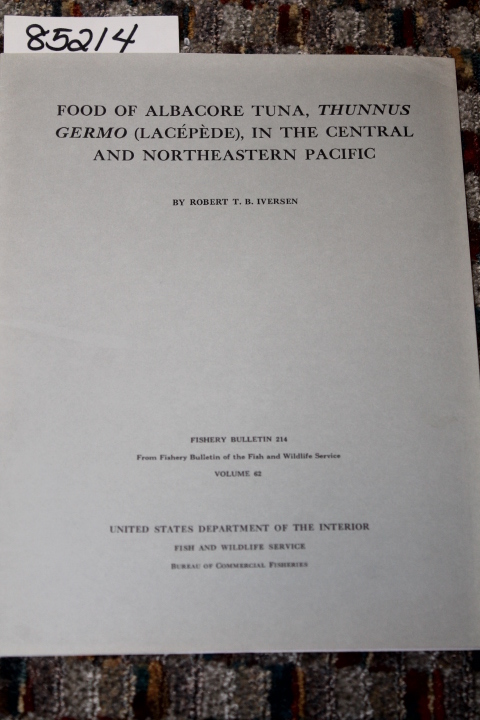 85214
FOOD OF ALBACORE TUNA, THUNNUS
GERMO (LACÉPÈDE), IN THE CENTRAL
AND NORTHEASTERN PACIFIC
BY ROBERT T. B. IVERSEN
FISHERY BULLETIN 214
From Fishery Bulletin of the Fish and Wildlife Service
VOLUME 62
UNITED STATES DEPARTMENT OF THE INTERIOR
FISH AND WILDLIFE SERVICE
BUREAU OF COMMERCIAL FISHERIES